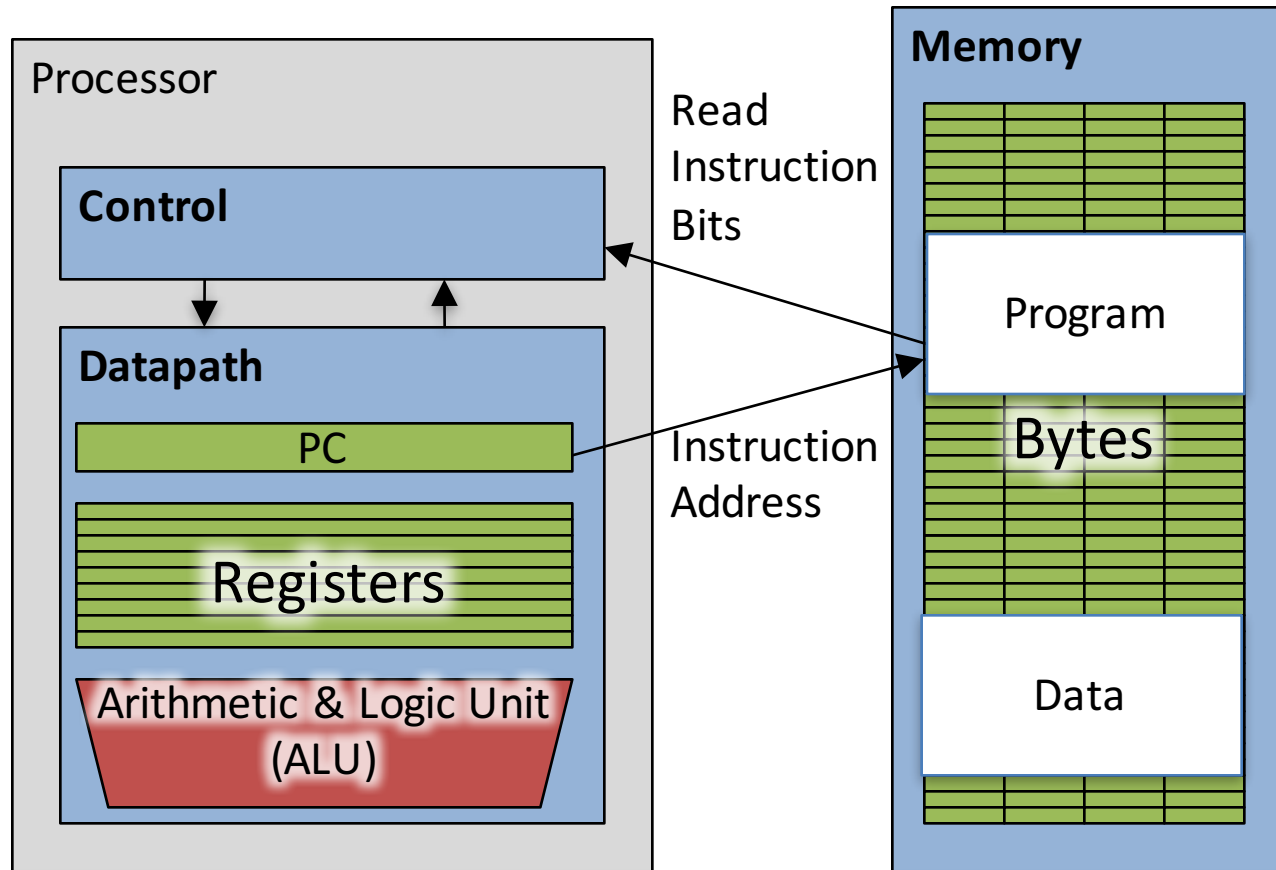 Processor
Control
Datapath
PC
Registers
Arithmetic & Logic Unit
(ALU)
Read
Instruction
Bits
Instruction
Address
Memory
Program
Bytes
Data